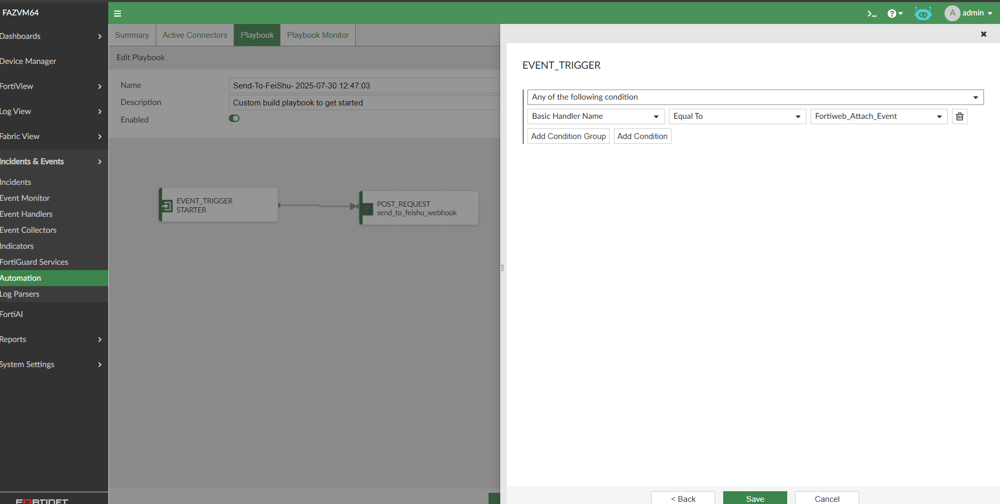 FAZVM64
admin
A
Dashboards
Device Manager
FortiView
Log View
Fabric View
Incidents & Events
Incidents
Event Monitor
Event Handlers
Event Collectors
Indicators
FortiGuard Services
Automation
Log Parsers
FortiAI
Reports
System Settings
Summary
Active Connectors
Playbook
Playbook Monitor
Edit Playbook
Name
Send-To-FeiShu- 2025-07-30 12:47:03
Description
Custom build playbook to get started
Enabled
EVENT_TRIGGER
STARTER
POST_REQUEST
send_to_feishu_webhook
EVENT_TRIGGER
Any of the following condition
Basic Handler Name
Equal To
Fortiweb_Attach_Event
Add Condition Group
Add Condition
< Back
Save
Cancel
FORTINET